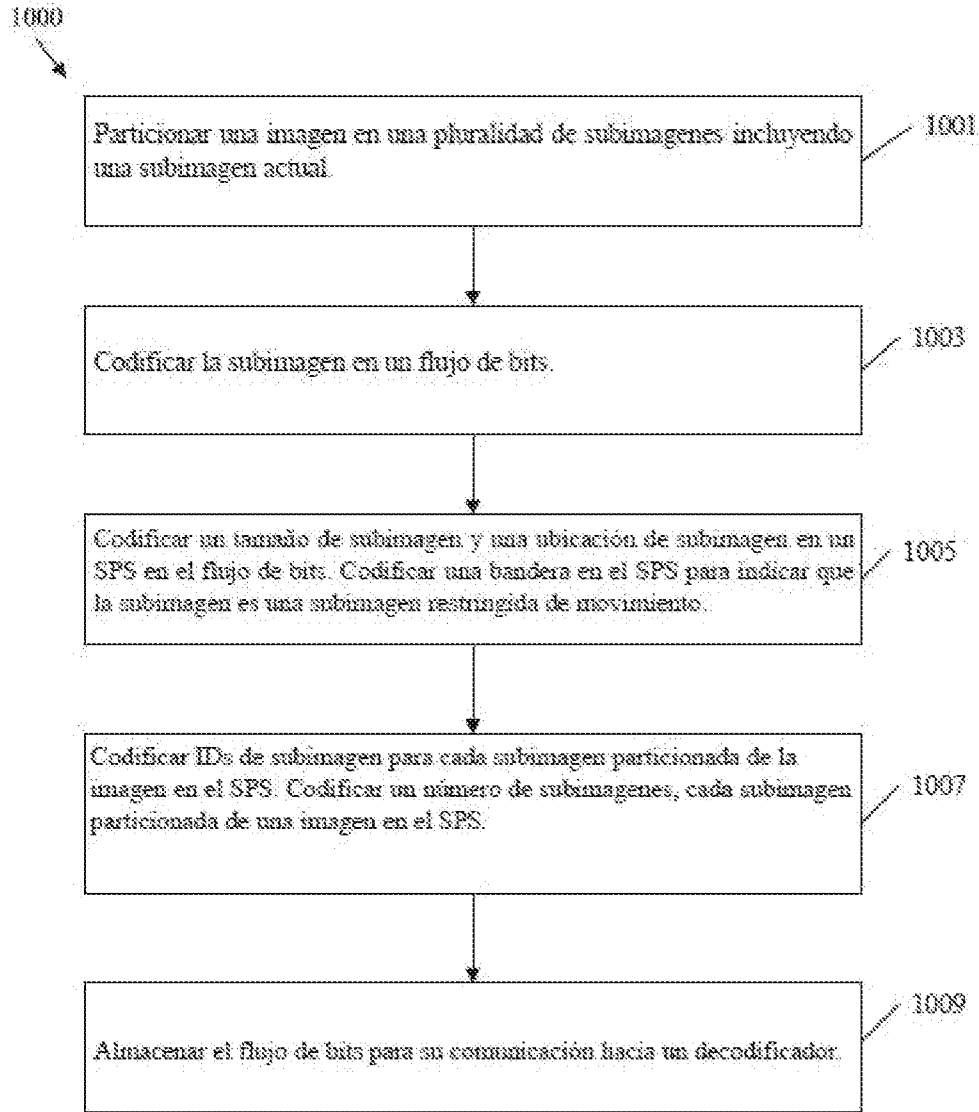 1000
Particionar una imagen en una pluralidad de subimagenes incluyendo
una subimagen actual.
1001
Codificar la subimagen en un flujo de bits.
1003
Codificar un tamaño de subimagen y una ubicación de subimagen en un
SPS en el flujo de bits. Codificar una bandera en el SPS para indicar que
la subimagen es una subimagen restringida de movimiento.
1005
Codificar IDs de subimagen para cada subimagen particionada de la
imagen en el SPS. Codificar un número de subimagenes, cada subimagen
particionada de una imagen en el SPS.
1007
Almacenar el flujo de bits para su comunicación hacia un decodificador.
1009